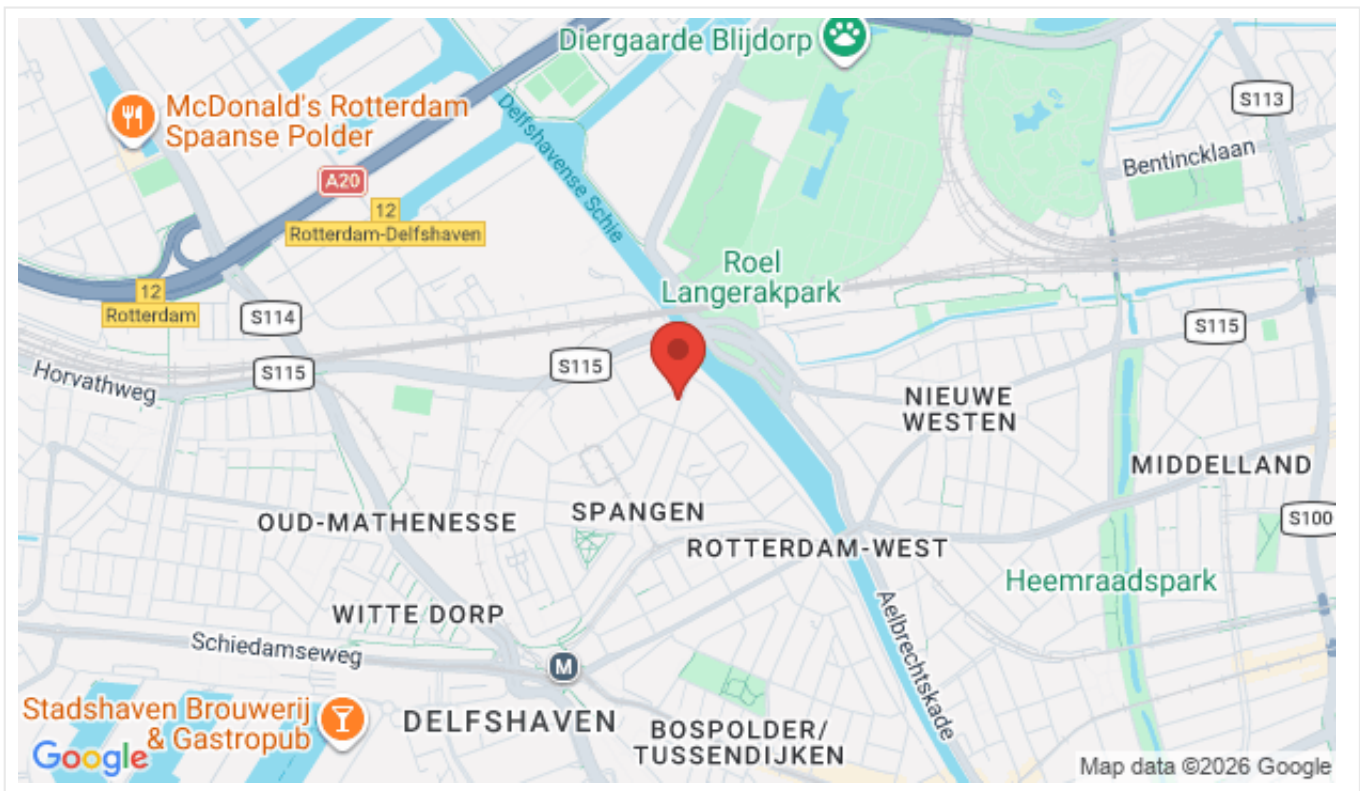 Diergaarde Blijdorp
McDonald's Rotterdam
Spaanse Polder
Delfshavense Schie
S113
Bentincklaan
A20
12
Rotterdam-Delfshaven
Roel
Langerakpark
12
Rotterdam
S114
S115
S115
S115
Horvathweg
NIEUWE
WESTEN
MIDDELLAND
SPANGEN
OUD-MATHENESSE
S100
ROTTERDAM-WEST
Heemraadspark
WITTE DORP
Aelbrechtskade
Schiedamseweg
M
Stadshaven Brouwerij
& Gastropub
DELFSHAVEN
BOSPOLDER/
TUSSENDIJKEN
Google
Map data ©2026 Google